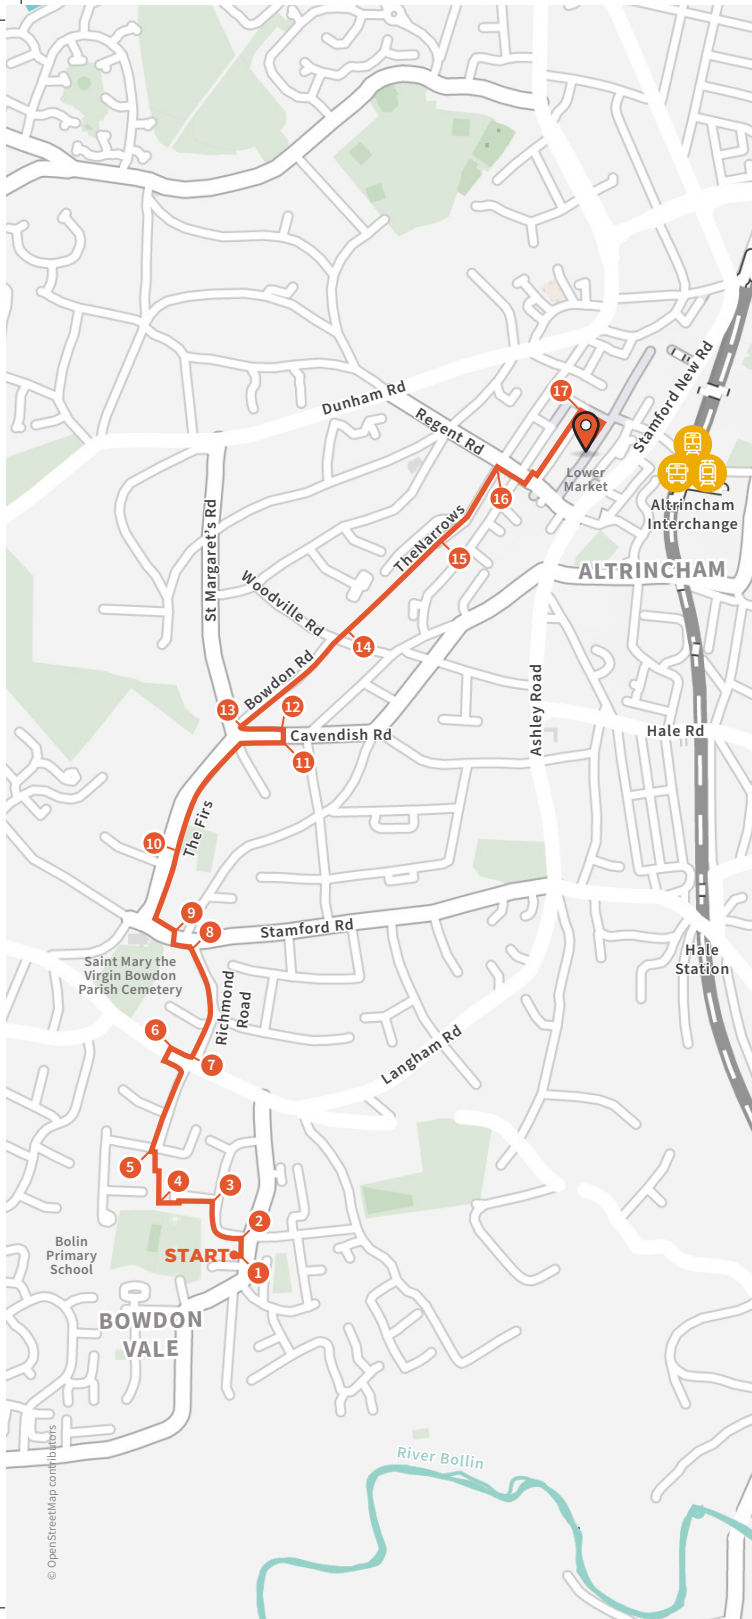 Dunham Rd
Regent Rd
Stamford New Rd
17
Lower
Market
16
Altrincham
Interchange
TheNarrows
15
ALTRINCHAM
St Margaret's Rd
Woodville Rd
14
Bowdon Rd
13
12
Cavendish Rd
11
Ashley Road
Hale Rd
The Firs
10
9
8
Stamford Rd
Saint Mary the
Virgin Bowdon
Parish Cemetery
Hale
Station
Richmond
Road
6
7
Langham Rd
5
4
3
2
START
1
Bolin
Primary
School
BOWDON
VALE
River Bollin
© OpenStreetMap contributors